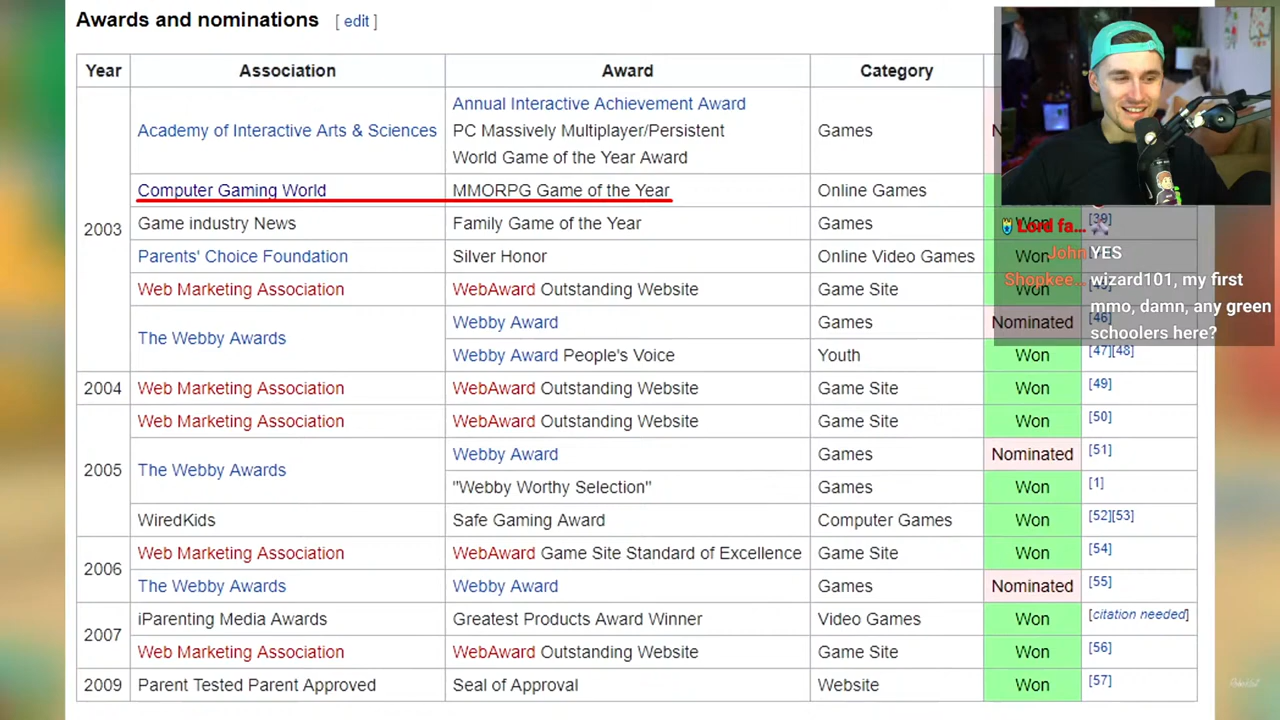 Awards and nominations [ edit ]
Year Association Award Category
2003
Academy of Interactive Arts & Sciences
Annual Interactive Achievement Award
PC Massively Multiplayer/Persistent
World Game of the Year Award
Games
Computer Gaming World MMORPG Game of the Year Online Games
Game industry News Family Game of the Year Games Won [39]
Parents' Choice Foundation Silver Honor Online Video Games Won
Web Marketing Association WebAward Outstanding Website Game Site Won
The Webby Awards
Webby Award Games Nominated [46]
Webby Award People's Voice Youth Won [47][48]
2004 Web Marketing Association WebAward Outstanding Website Game Site Won [49]
2005
Web Marketing Association WebAward Outstanding Website Game Site Won [50]
The Webby Awards
Webby Award Games Nominated [51]
"Webby Worthy Selection" Games Won [1]
WiredKids Safe Gaming Award Computer Games Won [52][53]
2006
Web Marketing Association WebAward Game Site Standard of Excellence Game Site Won [54]
The Webby Awards Webby Award Games Nominated [55]
2007
iParenting Media Awards Greatest Products Award Winner Video Games Won [citation needed]
Web Marketing Association WebAward Outstanding Website Game Site Won [56]
2009 Parent Tested Parent Approved Seal of Approval Website Won [57]
Lord fa...
John YES
Shopkee... wizard101, my first
mmo, damn, any green
schoolers here?